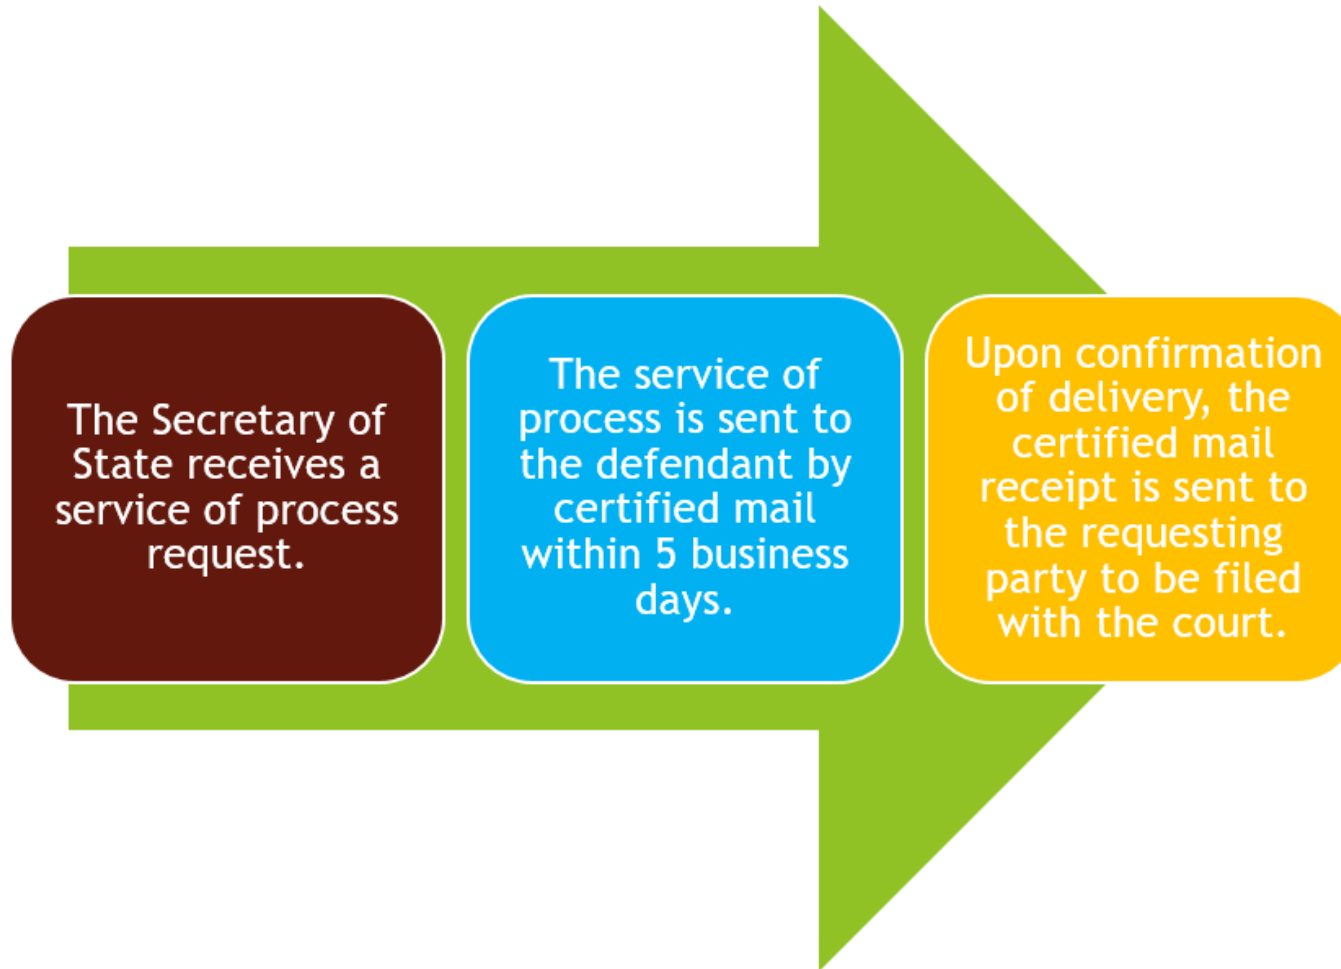 The Secretary of
State receives a
service of process
request.
The service of
process is sent to
the defendant by
certified mail
within 5 business
days.
Upon confirmation
of delivery, the
certified mail
receipt is sent to
the requesting
party to be filed
with the court.